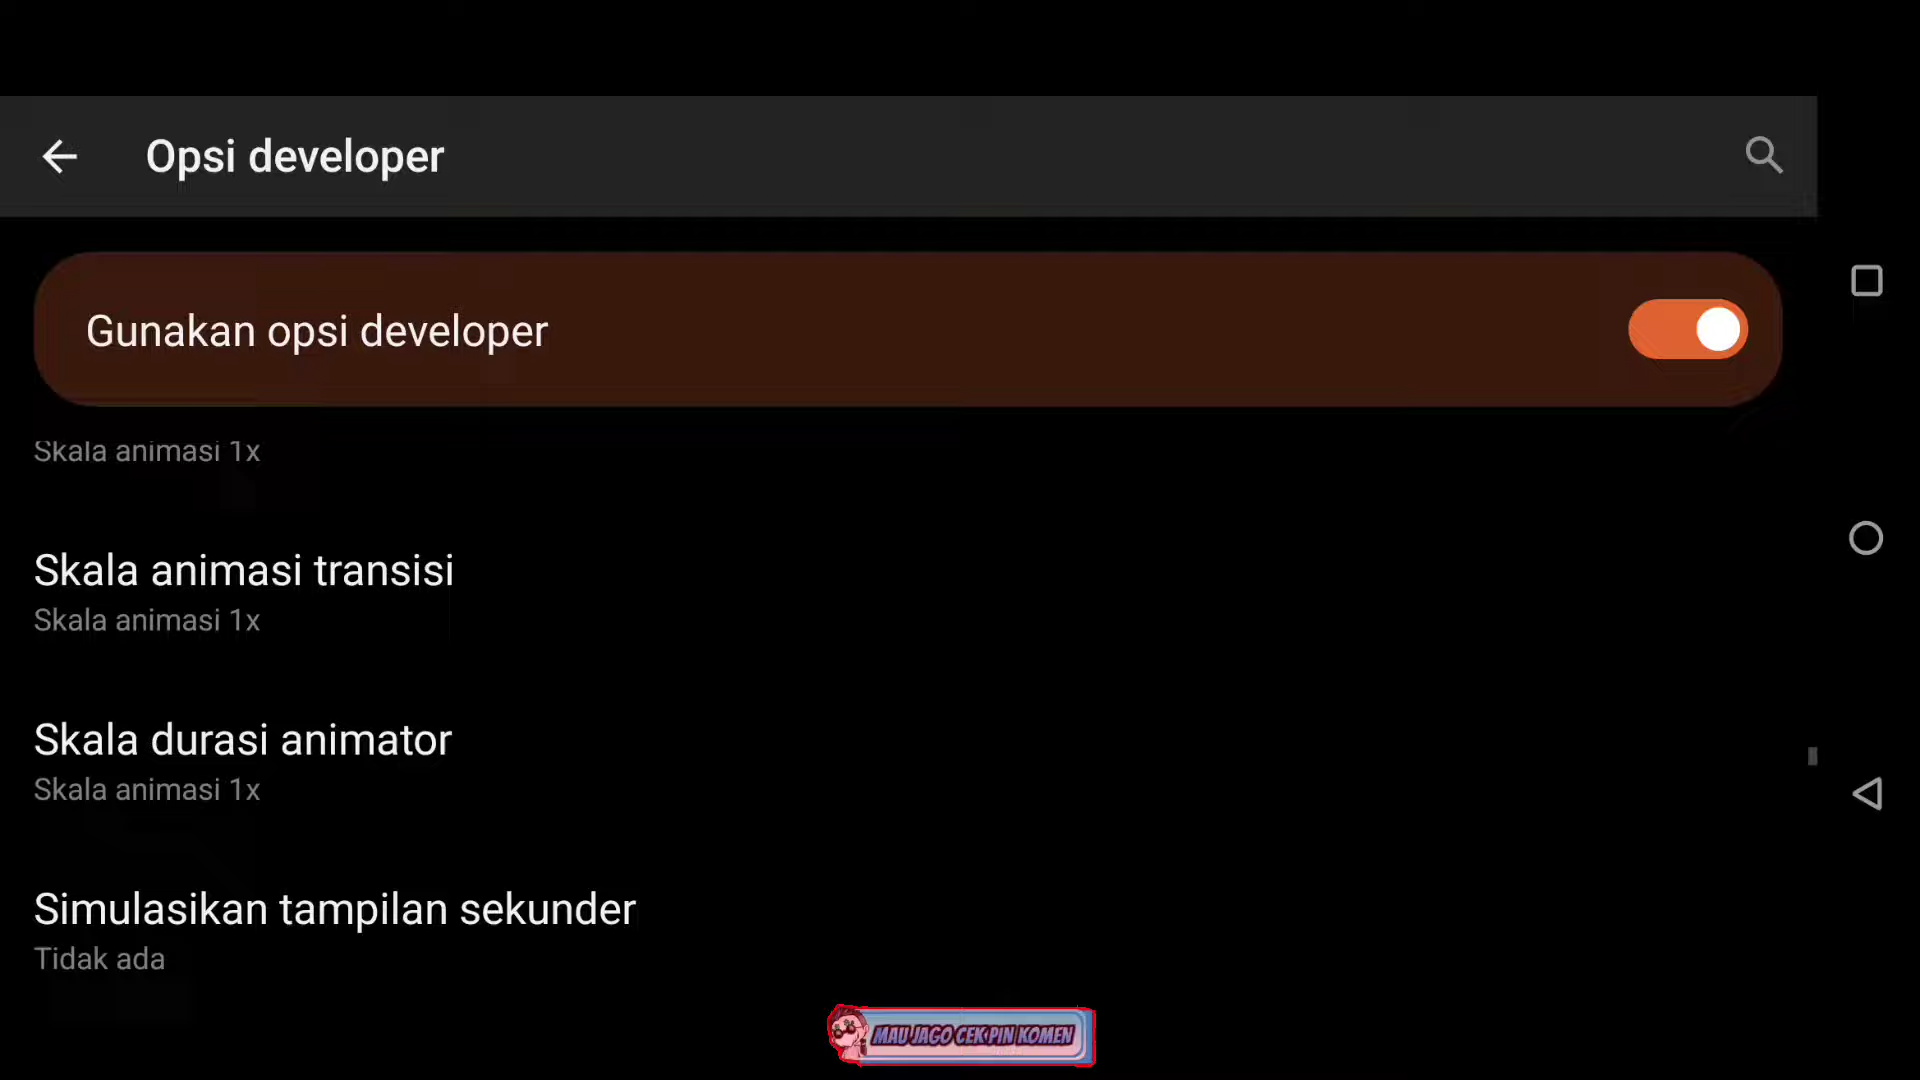 Opsi developer
Gunakan opsi developer
Skala animasi 1x
Skala animasi transisi
Skala animasi 1x
Skala durasi animator
Skala animasi 1x
Simulasikan tampilan sekunder
Tidak ada
MAU JAGO CEK PIN KOMEN